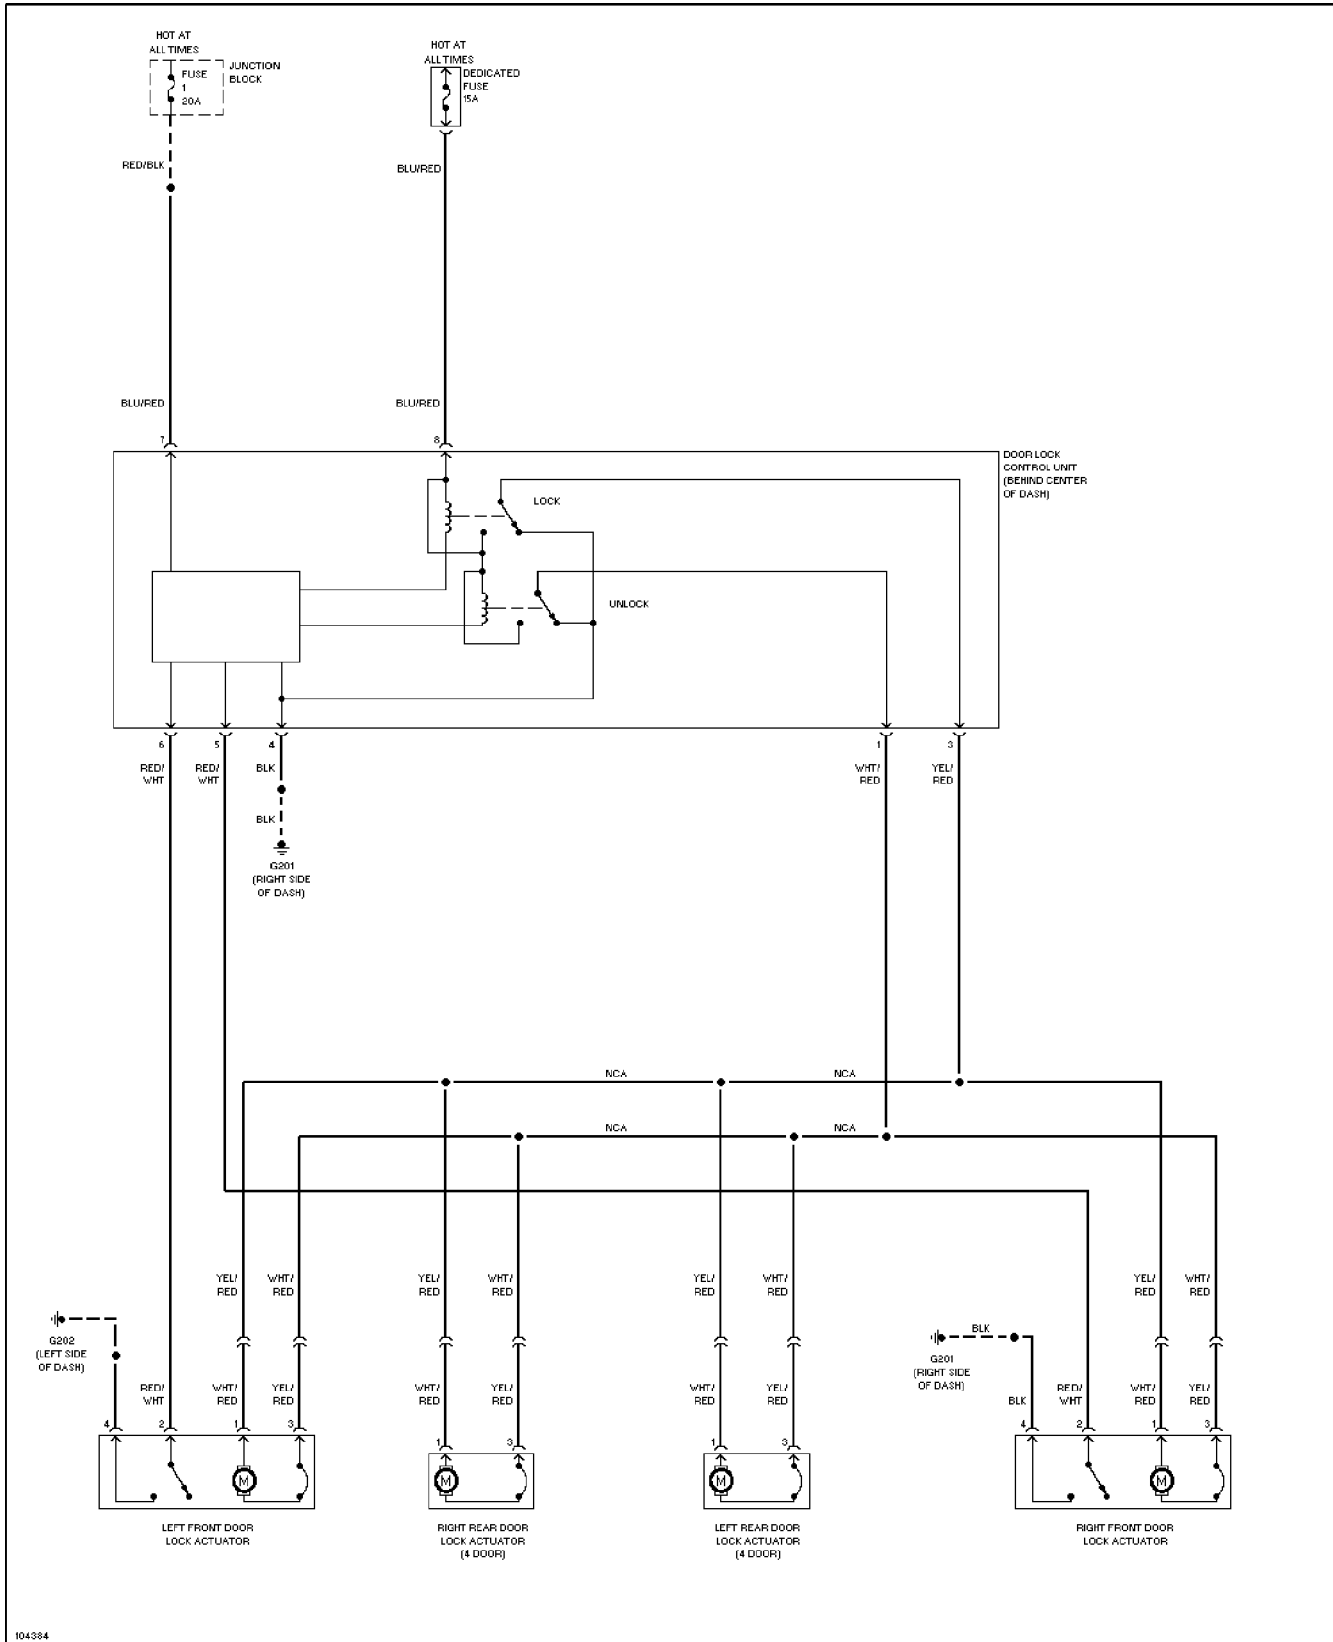 HOT AT
ALL TIMES
FUSE
1
20A
JUNCTION
BLOCK
HOT AT
ALL TIMES
DEDICATED
FUSE
15A
RED/BLK
BLU/RED
BLU/RED
BLU/RED
7
8
DOOR LOCK
CONTROL UNIT
(BEHIND CENTER
OF DASH)
LOCK
UNLOCK
6
5
4
1
3
RED/
WHT
RED/
WHT
BLK
WHT/
RED
YEL/
RED
BLK
G201
(RIGHT SIDE
OF DASH)
NCA
NCA
NCA
NCA
YEL/
RED
WHT/
RED
YEL/
RED
WHT/
RED
YEL/
RED
WHT/
RED
YEL/
RED
WHT/
RED
G202
(LEFT SIDE
OF DASH)
BLK
G201
(RIGHT SIDE
OF DASH)
RED/
WHT
WHT/
RED
YEL/
RED
WHT/
RED
YEL/
RED
WHT/
RED
YEL/
RED
BLK
RED/
WHT
WHT/
RED
YEL/
RED
4
2
1
3
1
3
1
3
4
2
1
3
M
M
M
M
LEFT FRONT DOOR
LOCK ACTUATOR
RIGHT REAR DOOR
LOCK ACTUATOR
(4 DOOR)
LEFT REAR DOOR
LOCK ACTUATOR
(4 DOOR)
RIGHT FRONT DOOR
LOCK ACTUATOR
104384